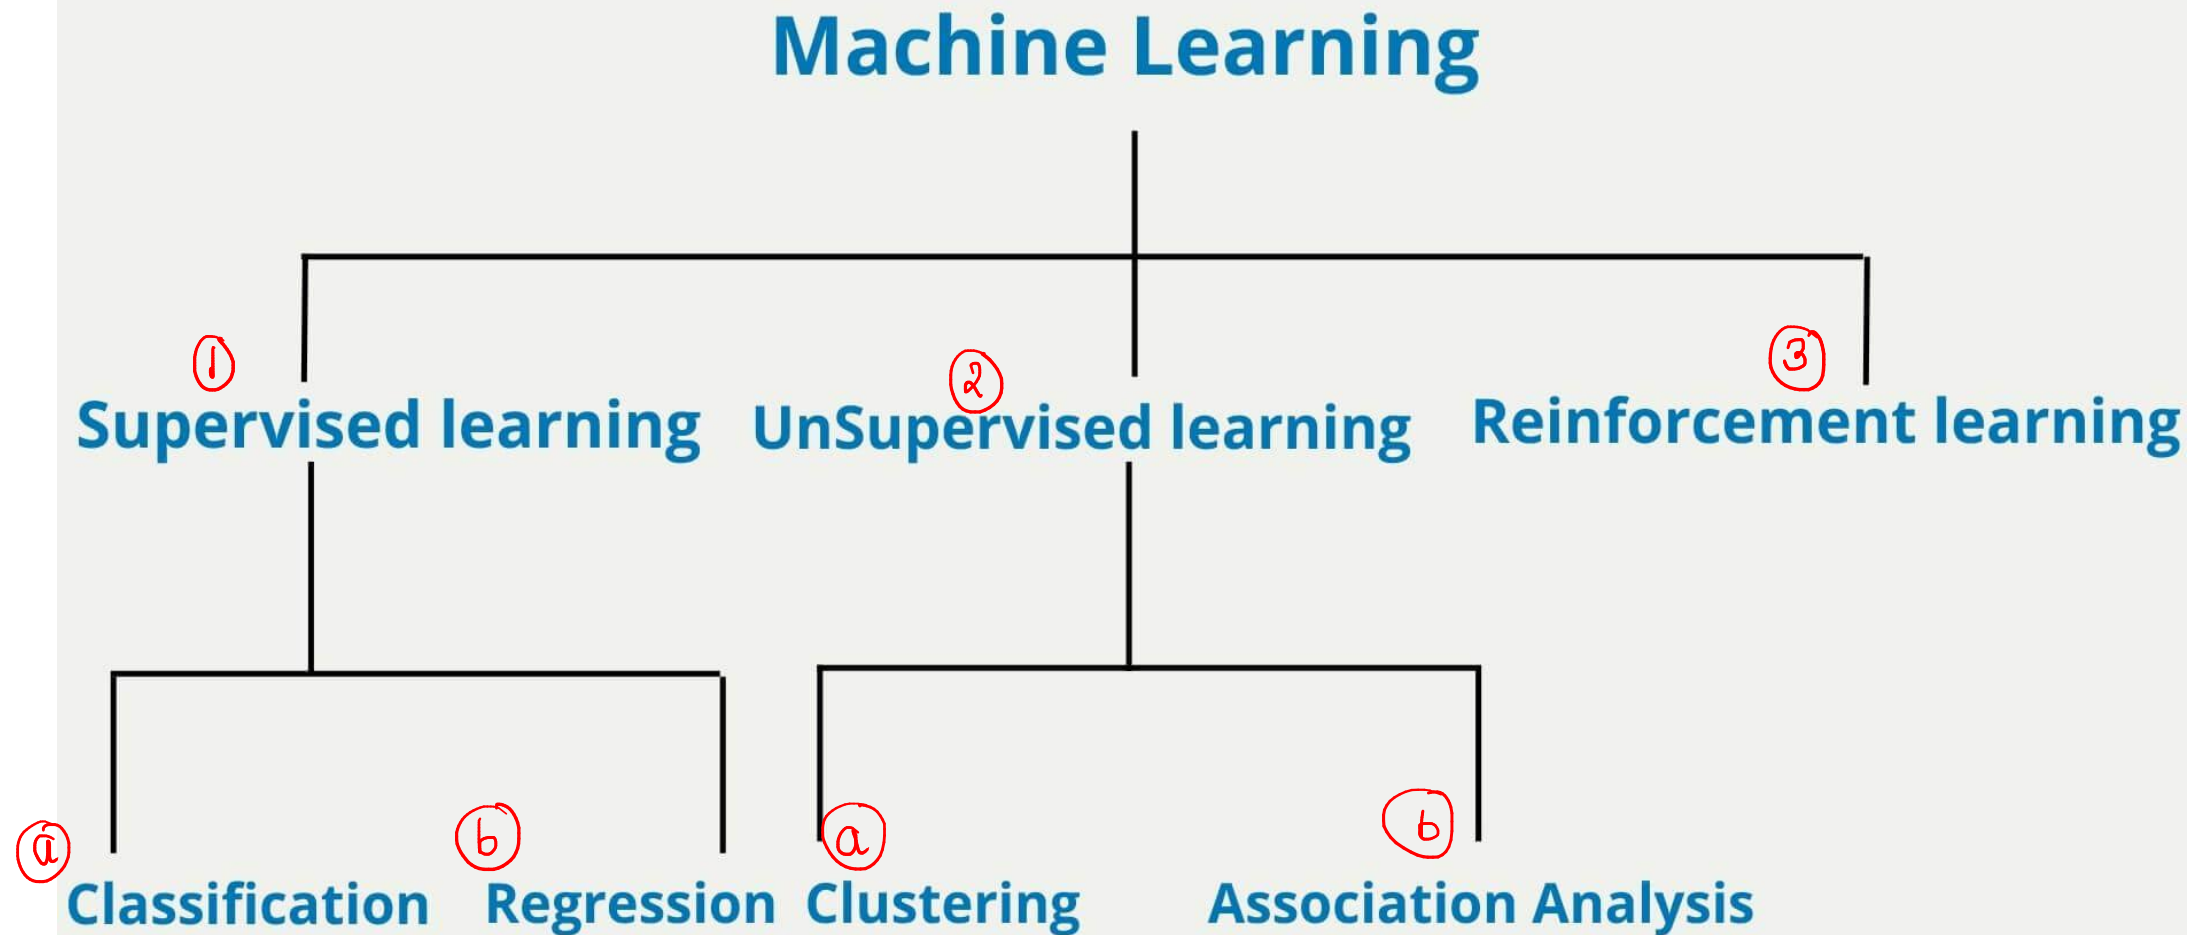 Machine Learning
1 2 3
Supervised learning UnSupervised learning Reinforcement learning
a b a b
Classification Regression Clustering Association Analysis